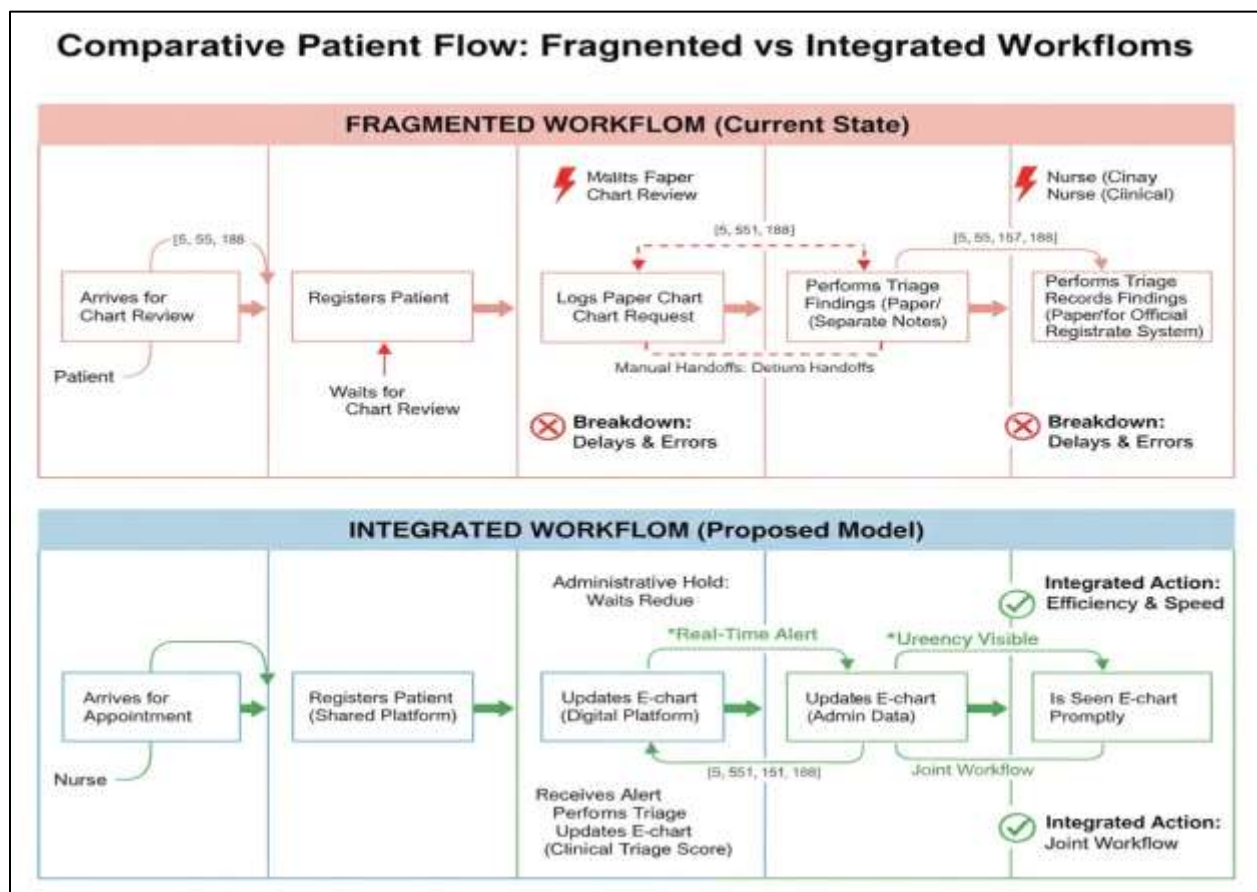 Comparative Patient Flow: Fragnented vs Integrated Workfloms
FRAGMENTED WORKFLOM (Current State)
Mslits Faper
Chart Review
Nurse (Cinay
Nurse (Clinical)
[5, 55, 188
[5, 551, 188]
[5, 55, 157, 188]
Arrives for
Chart Review
Registers Patient
Logs Paper Chart
Chart Request
Performs Triage
Findings (Paper/
(Separate Notes)
Performs Triage
Records Findings
(Paper/for Official
Registrate System)
Patient
Waits for
Chart Review
Manual Handoffs: Detiurs Handoffs
Breakdown:
Delays & Errors
Breakdown:
Delays & Errors
INTEGRATED WORKFLOM (Proposed Model)
Administrative Hold:
Waits Redue
Integrated Action:
Efficiency & Speed
*Real-Time Alert
*Ureency Visible
Arrives for
Appointment
Registers Patient
(Shared Platform)
Updates E-chart
(Digital Platform)
Updates E-chart
(Admin Data)
Is Seen E-chart
Promptly
Nurse
[5, 551, 151, 188]
Joint Workflow
Receives Alert
Perfoms Triage
Updates E-chart
(Clinical Triage Score)
Integrated Action:
Joint Workflow